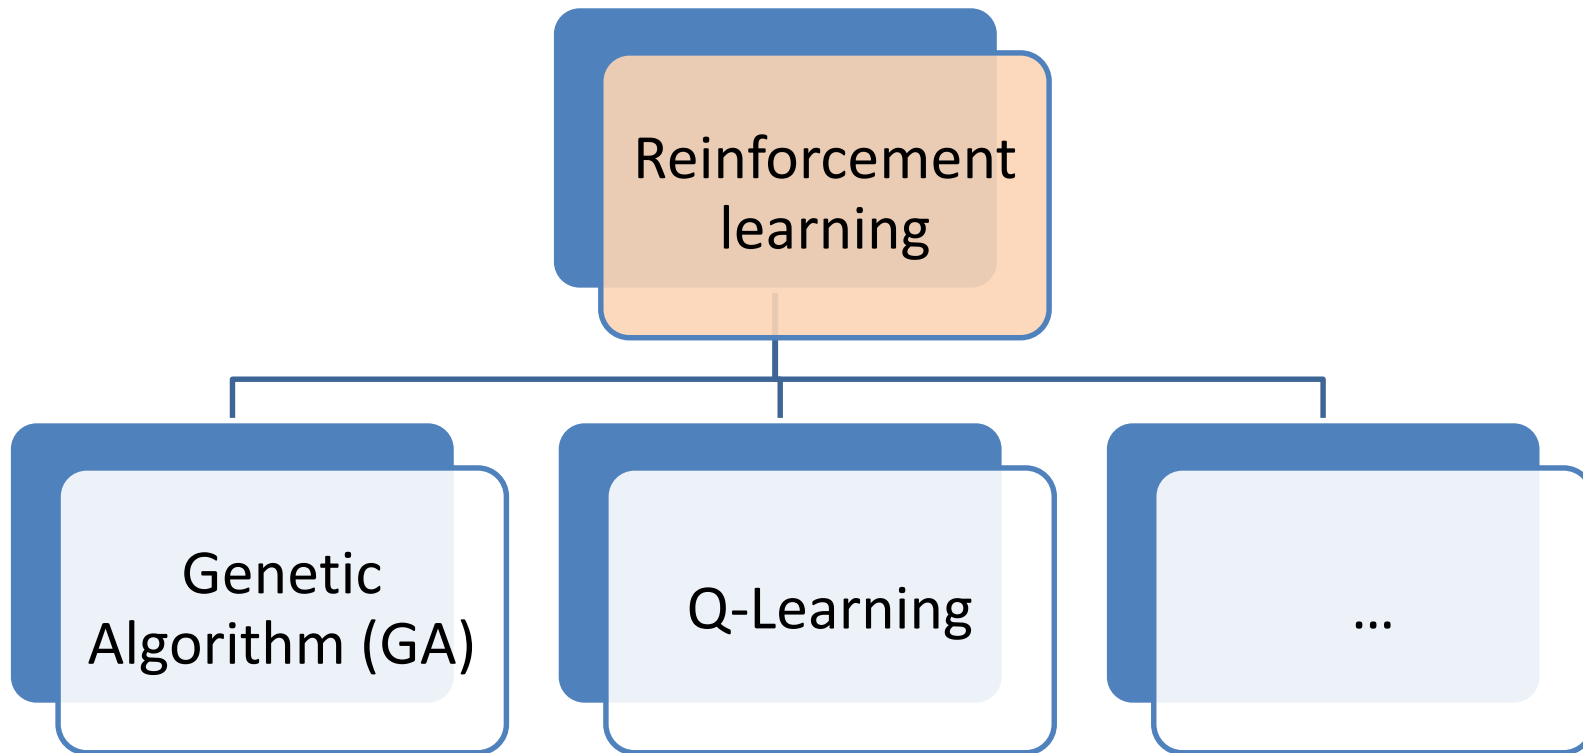 Reinforcement
learning
Genetic
Algorithm (GA)
Q-Learning
...